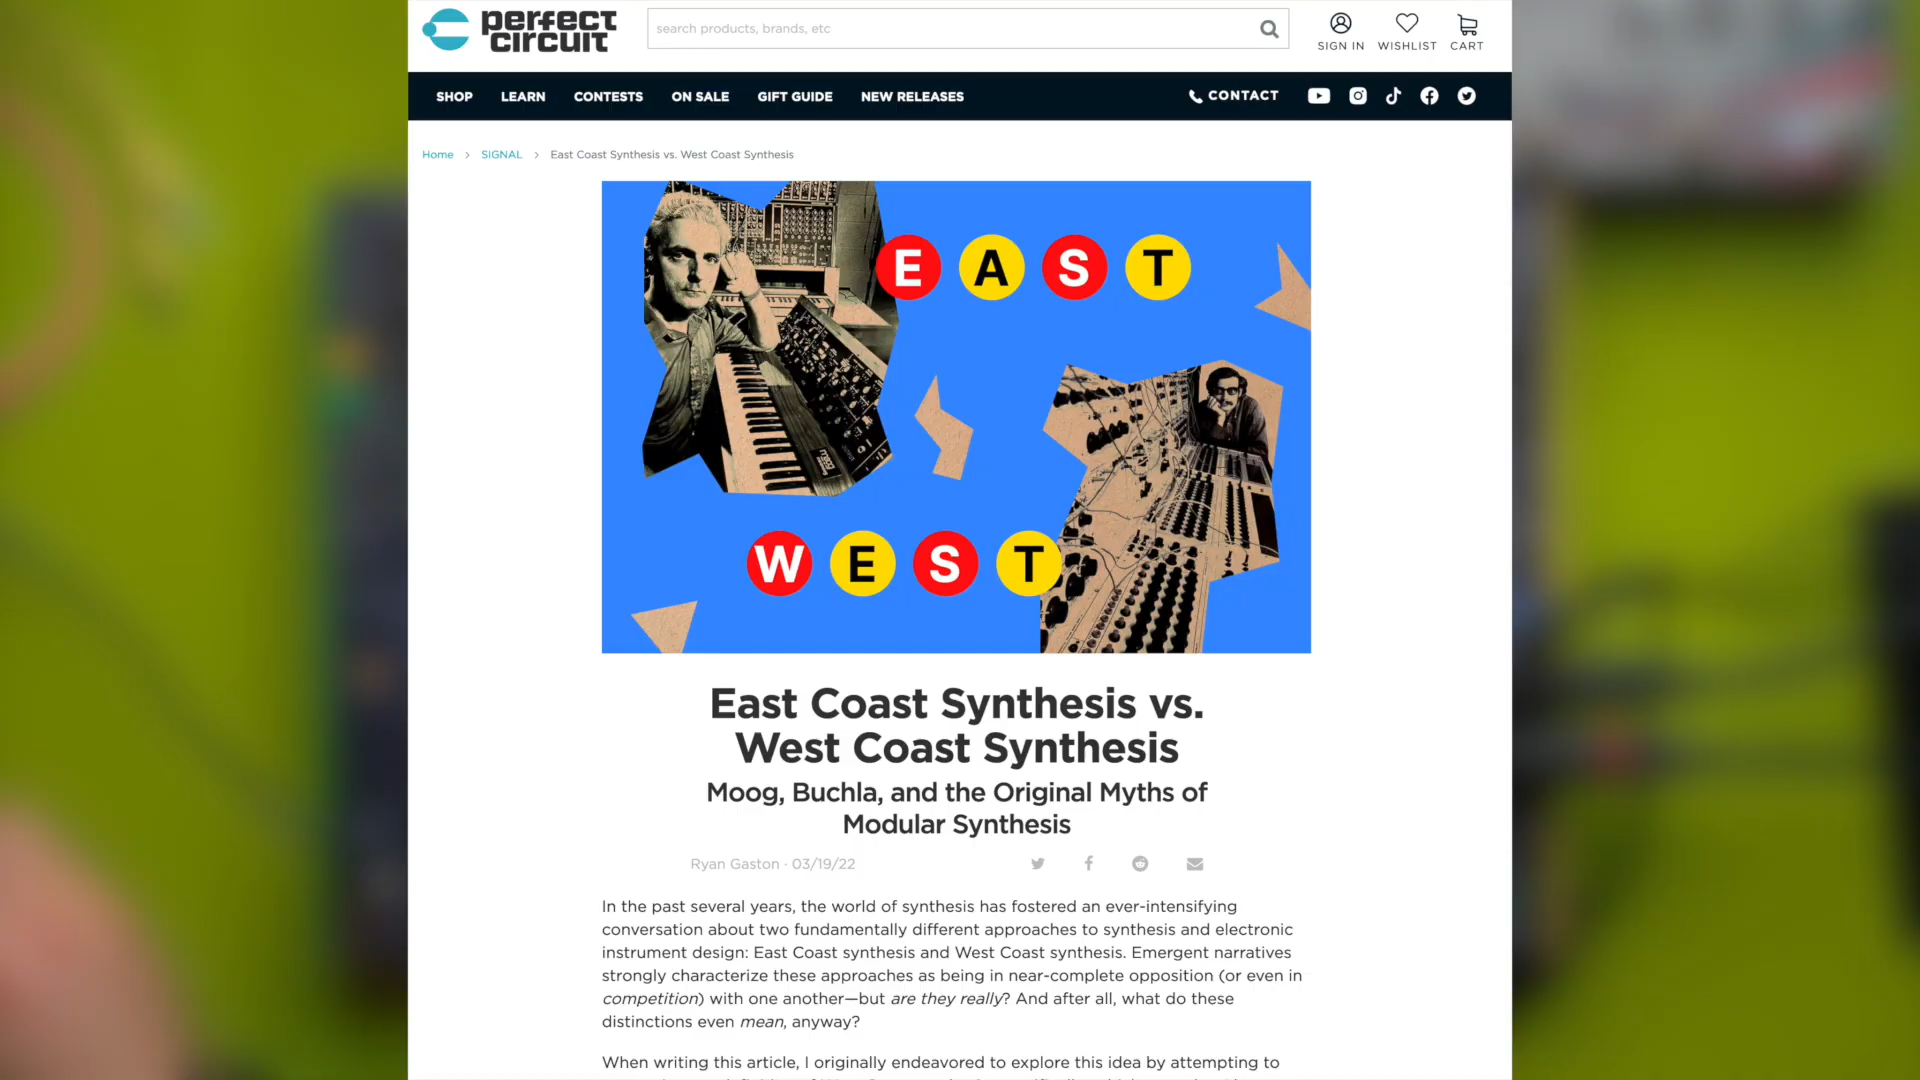 perfect
circuit
search products, brands, etc
SIGN IN WISHLIST CART
SHOP LEARN CONTESTS ON SALE GIFT GUIDE NEW RELEASES CONTACT
Home > SIGNAL > East Coast Synthesis vs. West Coast Synthesis
EAST
moog
WEST
East Coast Synthesis vs.
West Coast Synthesis
Moog, Buchla, and the Original Myths of
Modular Synthesis
Ryan Gaston · 03/19/22
In the past several years, the world of synthesis has fostered an ever-intensifying
conversation about two fundamentally different approaches to synthesis and electronic
instrument design: East Coast synthesis and West Coast synthesis. Emergent narratives
strongly characterize these approaches as being in near-complete opposition (or even in
competition) with one another—but are they really? And after all, what do these
distinctions even mean, anyway?
When writing this article, I originally endeavored to explore this idea by attempting to